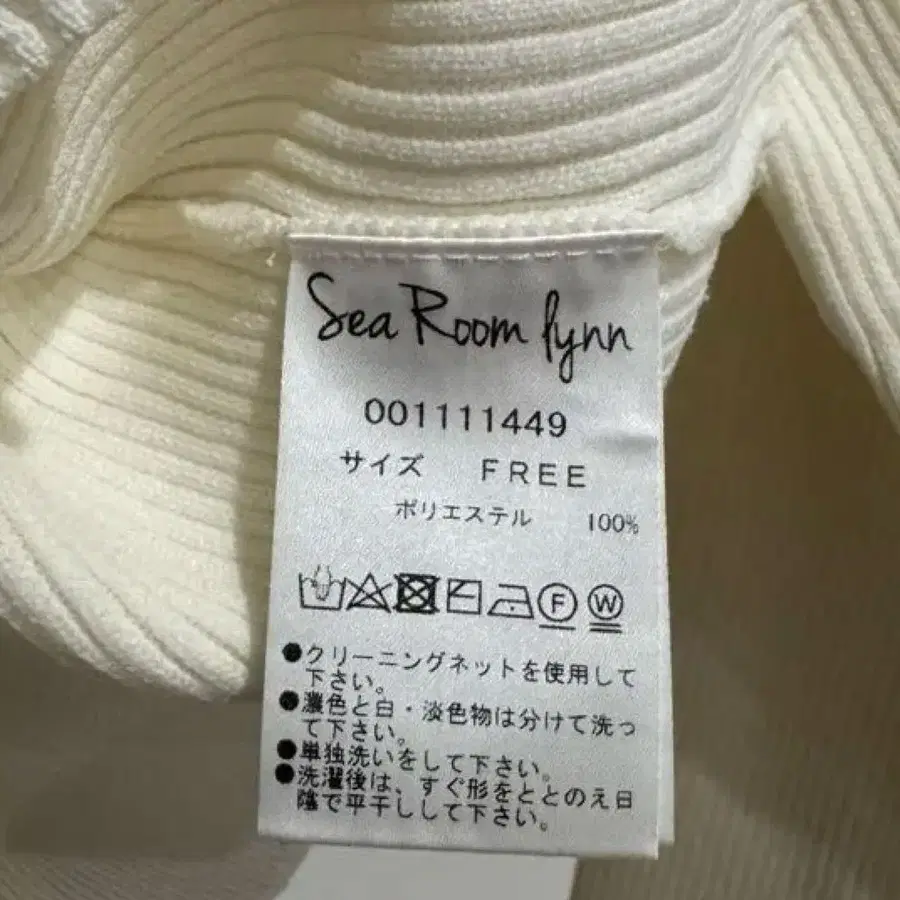 Sea Room lynn
001111449
サイズ FREE
ポリエステル 100%
F W
●クリーニングネットを使用して
下さい。
●濃色と白・淡色物は分けて洗っ
て下さい。
●単独洗いをして下さい。
●洗濯後は、すぐ形をととのえ日
陰で平干しして下さい。